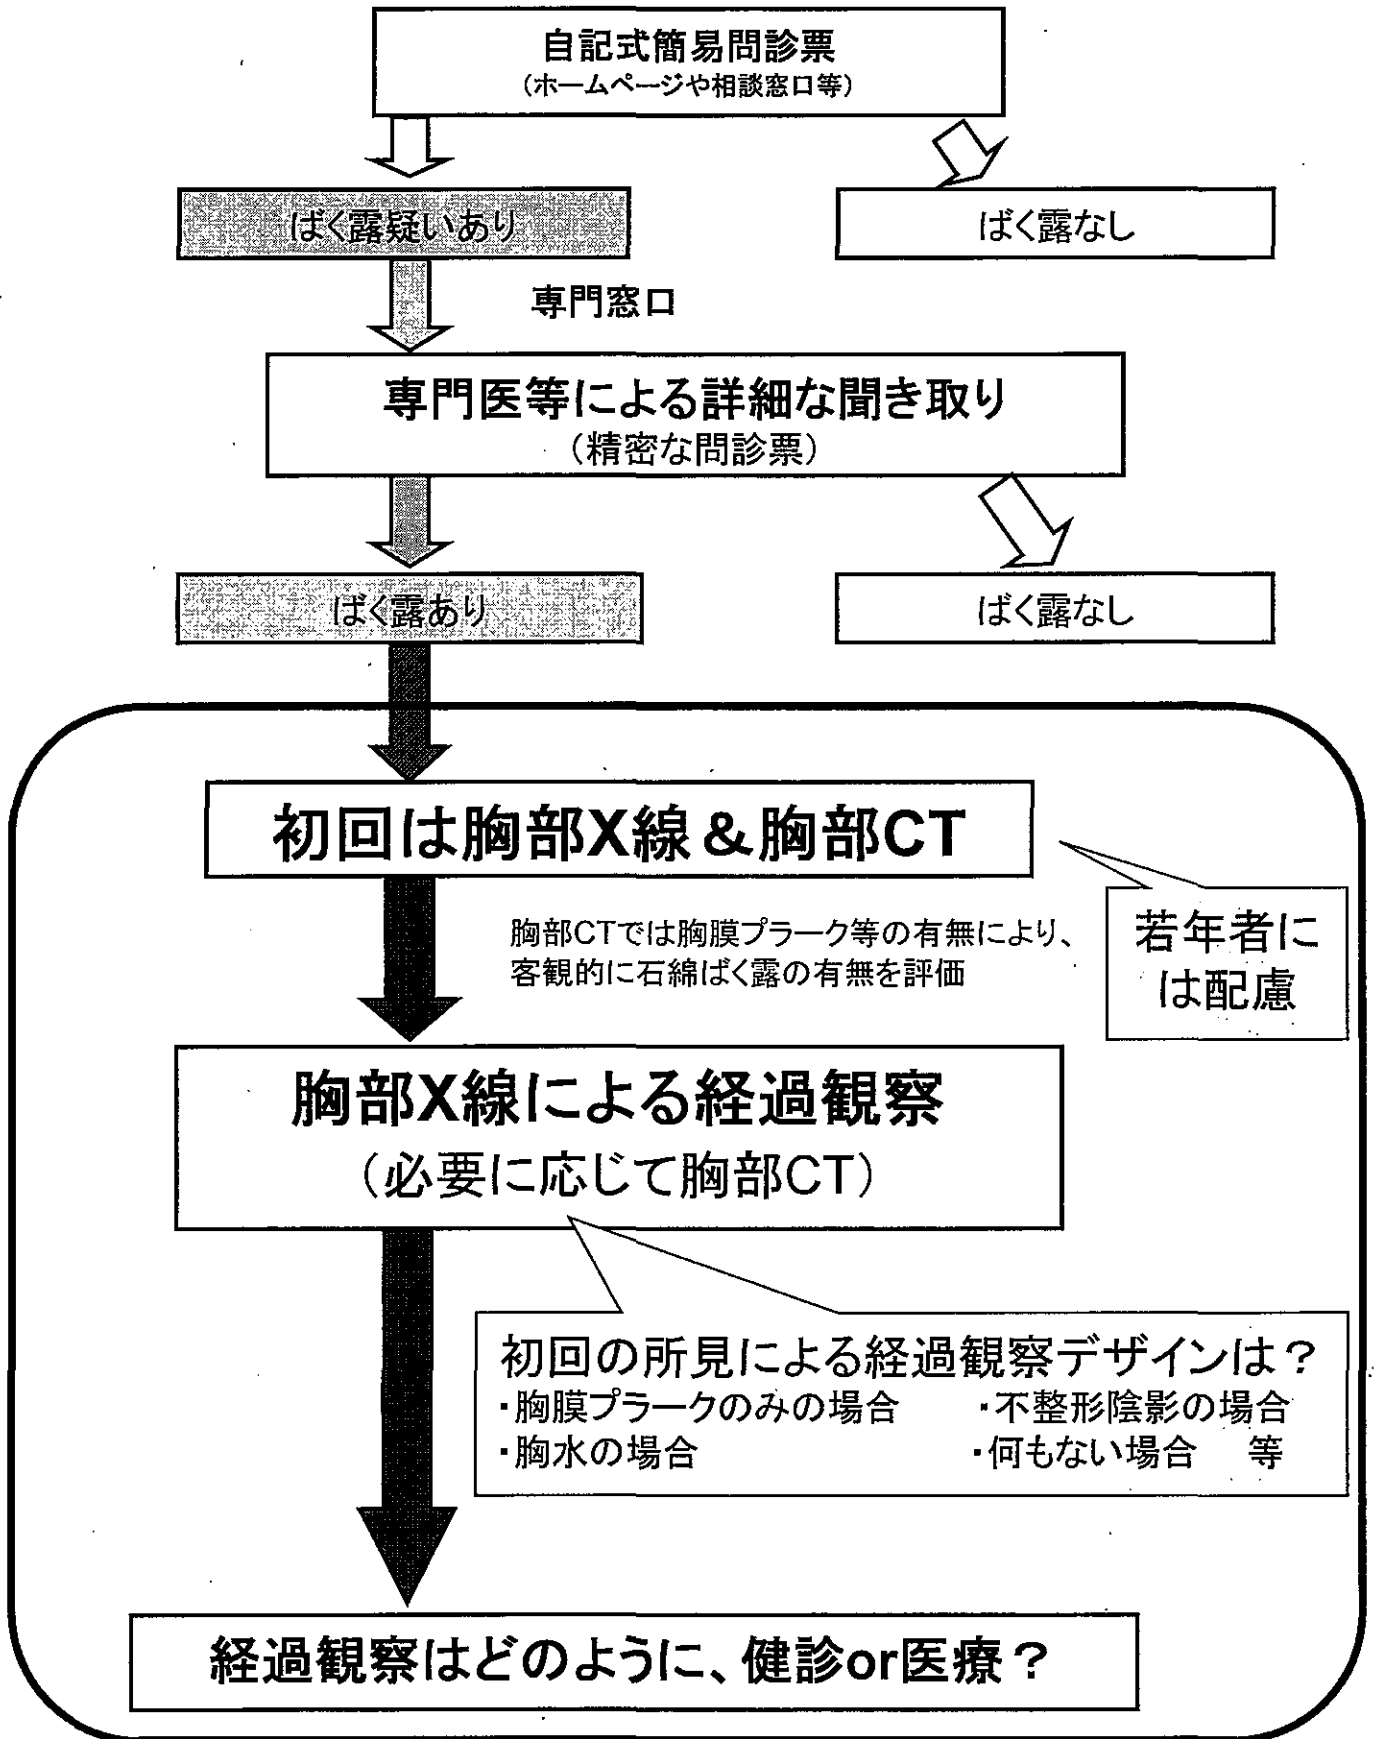 自記式簡易問診票
（ホームページや相談窓口等）
ばく露疑いあり
ばく露なし
専門窓口
専門医等による詳細な聞き取り
（精密な問診票）
ばく露あり
ばく露なし
初回は胸部X線＆胸部CT
若年者に
は配慮
胸部CTでは胸膜プラーク等の有無により、
客観的に石綿ばく露の有無を評価
胸部X線による経過観察
（必要に応じて胸部CT）
初回の所見による経過観察デザインは？
・胸膜プラークのみの場合　・不整形陰影の場合
・胸水の場合　・何もない場合　等
経過観察はどのように、健診or医療？